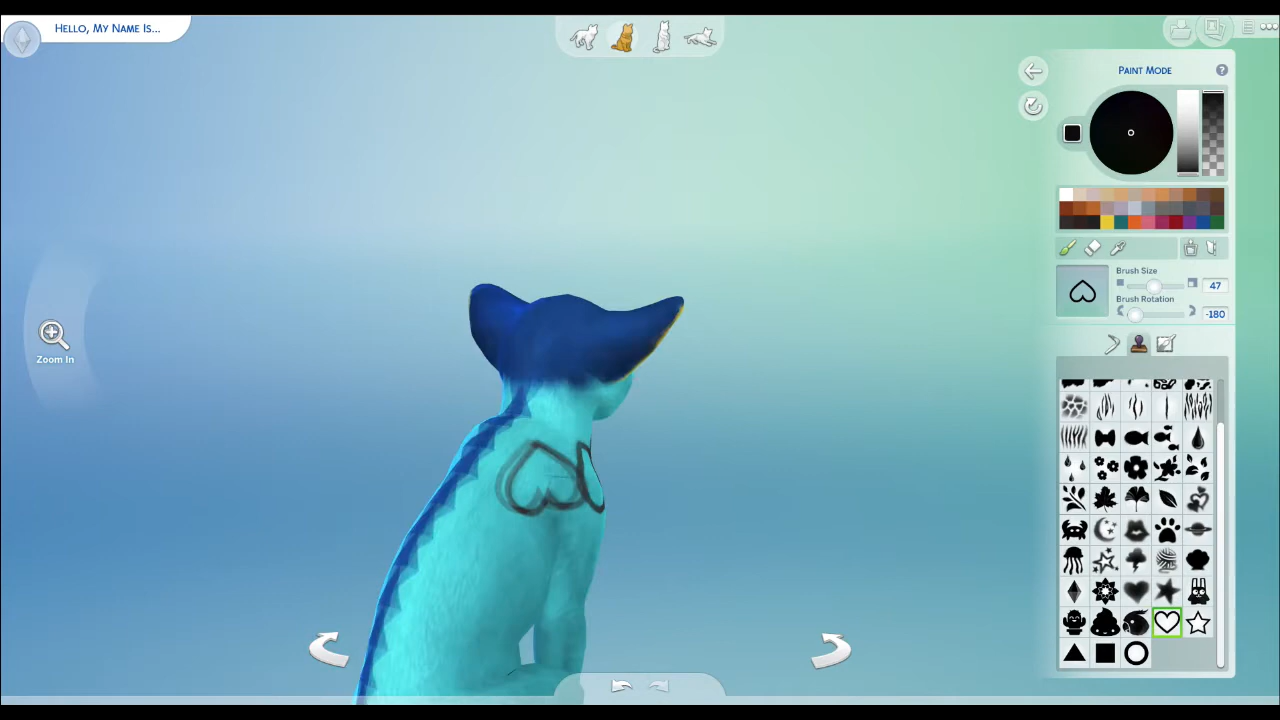 Hello, My Name Is...
Paint Mode
?
Brush Size
47
Brush Rotation
-180
Zoom In